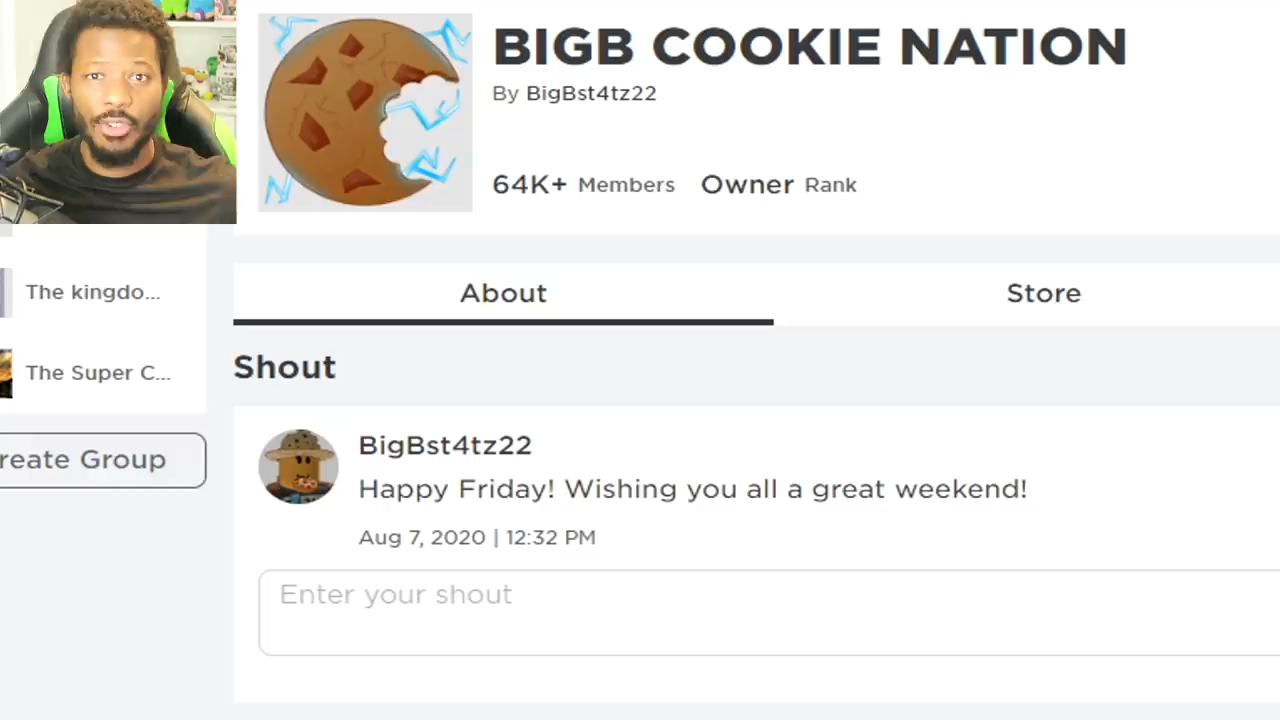 BIGB COOKIE NATION
By BigBst4tz22
64K+ Members Owner Rank
The kingdo...
The Super C...
reate Group
About
Store
Shout
BigBst4tz22
Happy Friday! Wishing you all a great weekend!
Aug 7, 2020 | 12:32 PM
Enter your shout